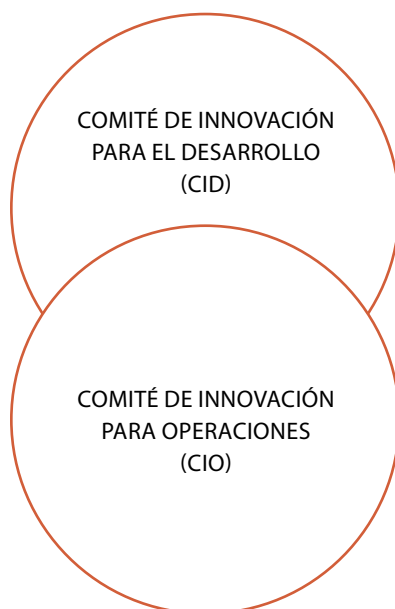 COMITÉ DE INNOVACIÓN
PARA EL DESARROLLO
(CID)
COMITÉ DE INNOVACIÓN
PARA OPERACIONES
(CIO)